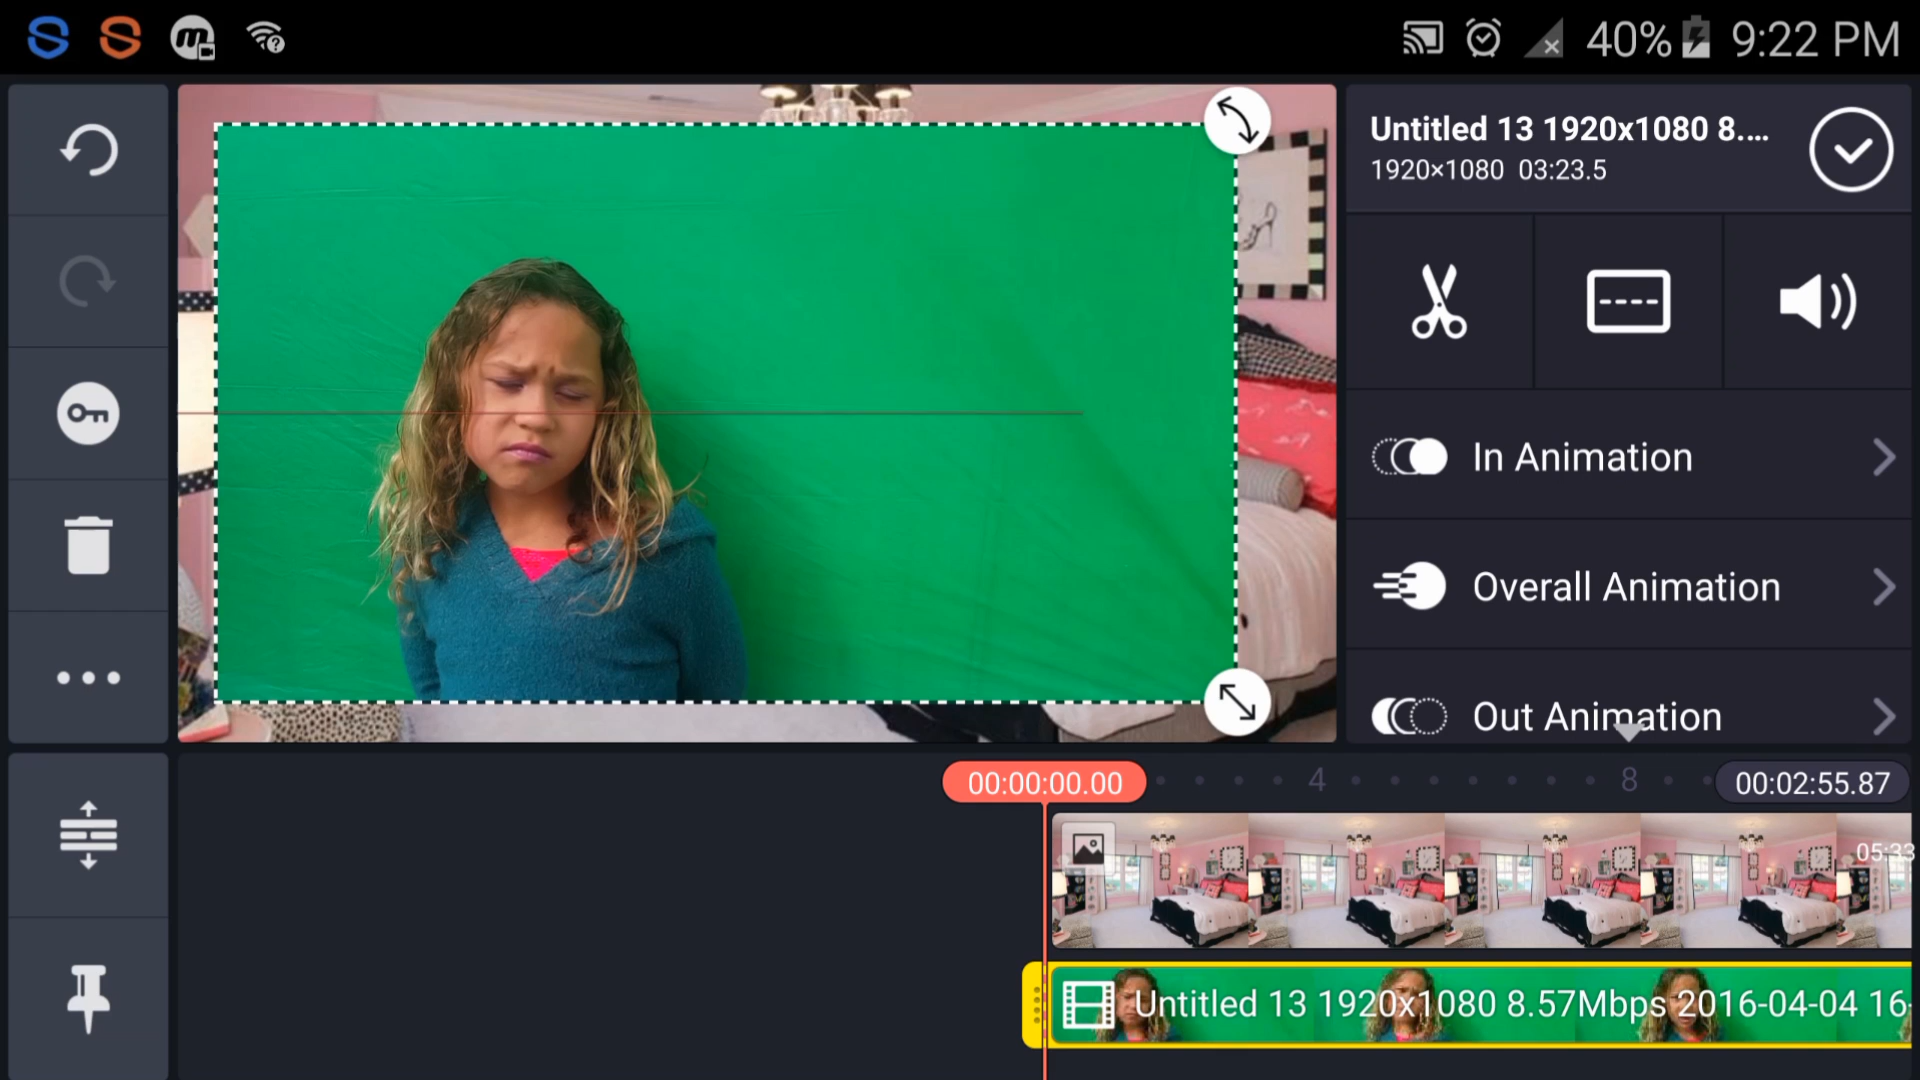 40% 9:22 PM
Untitled 13 1920x1080 8....
1920×1080 03:23.5
In Animation
Overall Animation
Out Animation
00:00:00.00 4 8 00:02:55.87
05:33
Untitled 13 1920x1080 8.57Mbps 2016-04-04 16-